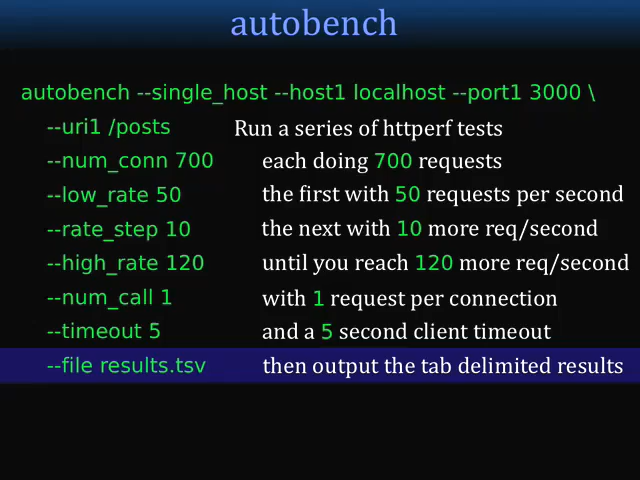 autobench
autobench --single_host --host1 localhost --port1 3000 \
--uri1 /posts Run a series of httperf tests
--num_conn 700 each doing 700 requests
--low_rate 50 the first with 50 requests per second
--rate_step 10 the next with 10 more req/second
--high_rate 120 until you reach 120 more req/second
--num_call 1 with 1 request per connection
--timeout 5 and a 5 second client timeout
--file results.tsv then output the tab delimited results